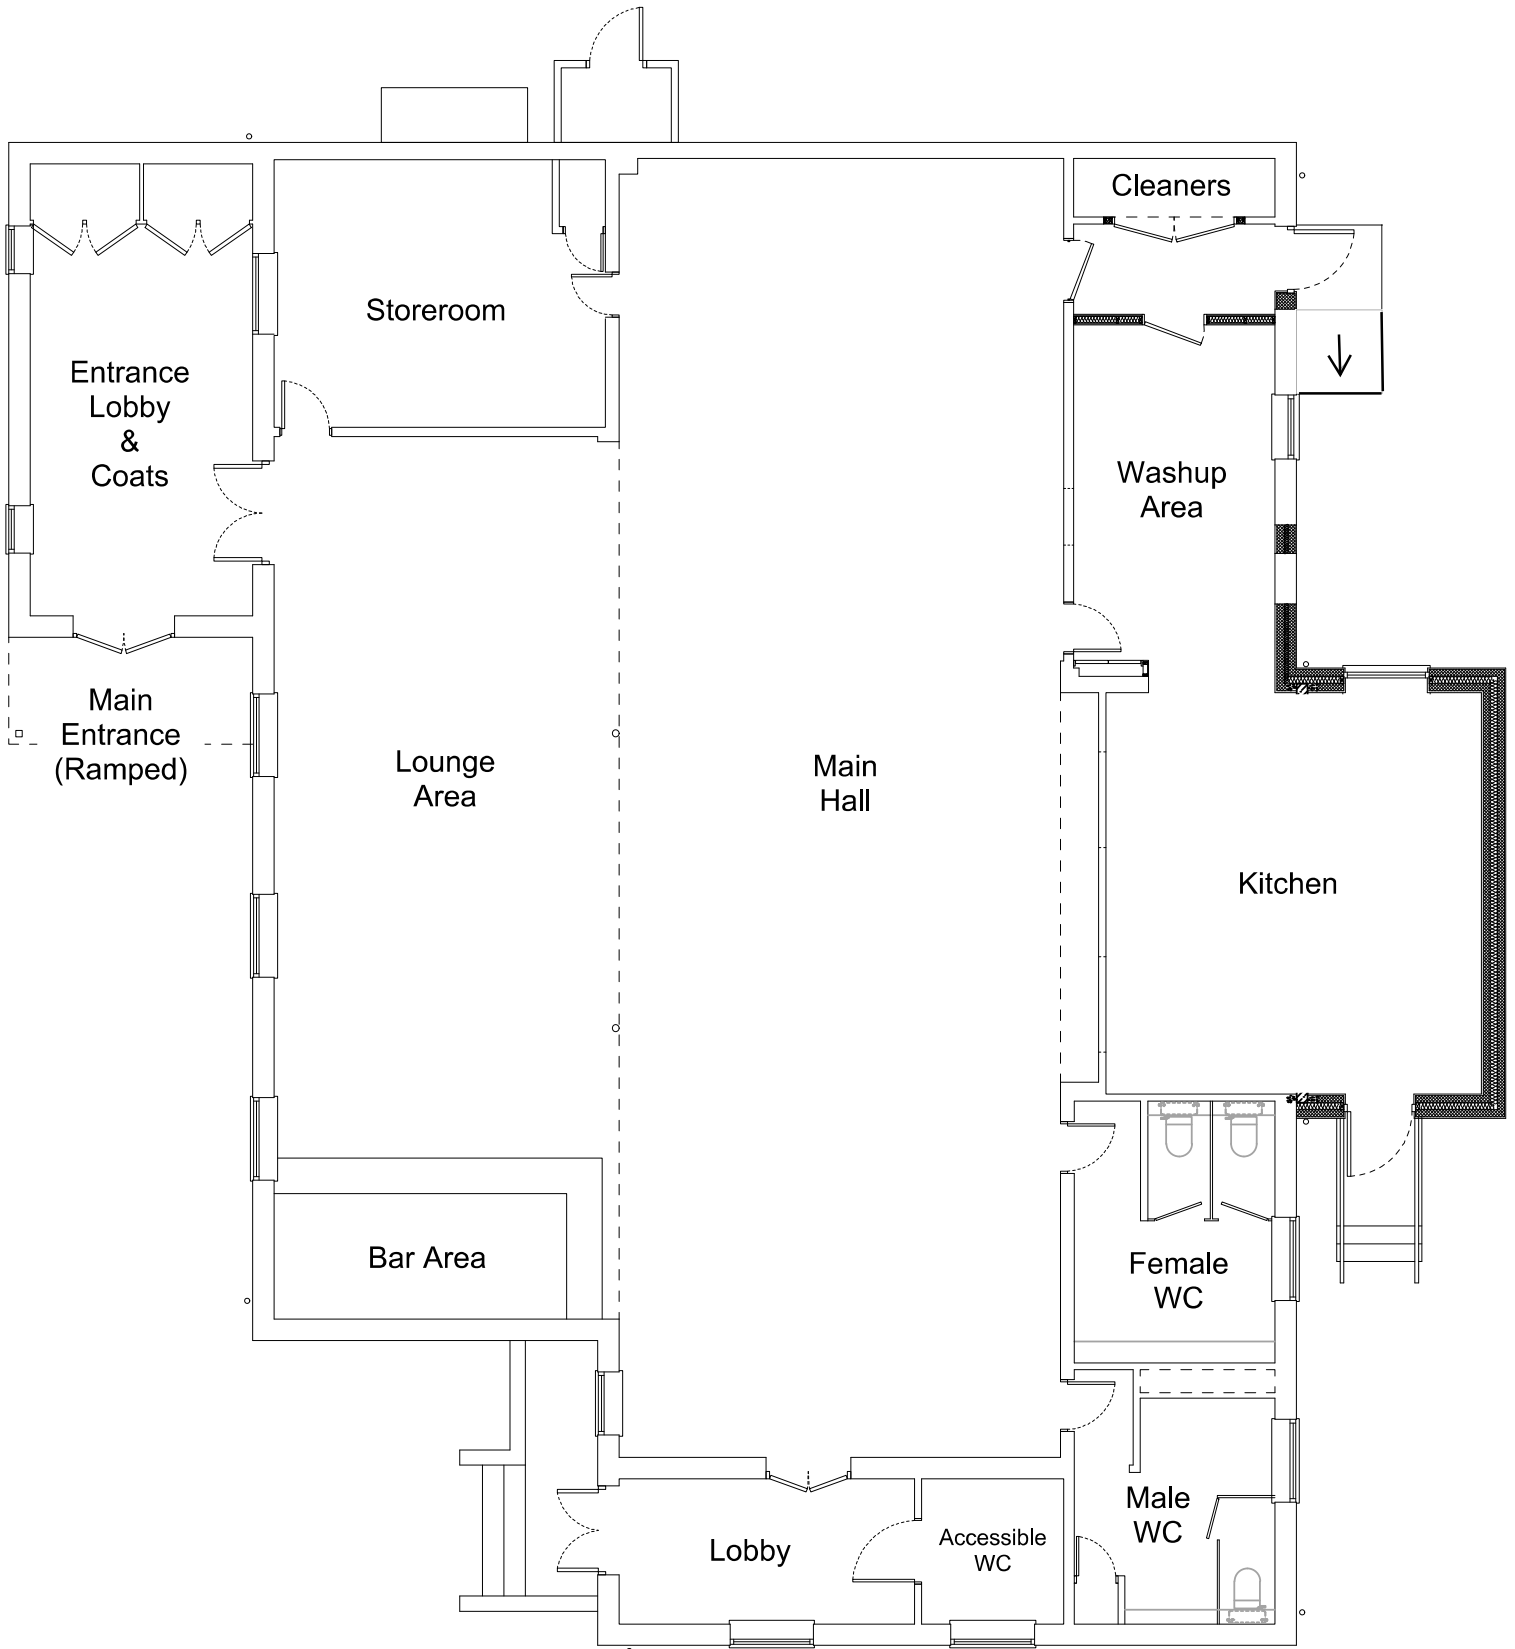 Cleaners
Storeroom
Entrance
Lobby
&
Coats
Washup
Area
Main
Entrance
(Ramped)
Lounge
Area
Main
Hall
Kitchen
Bar Area
Female
WC
Male
WC
Lobby
Accessible
WC